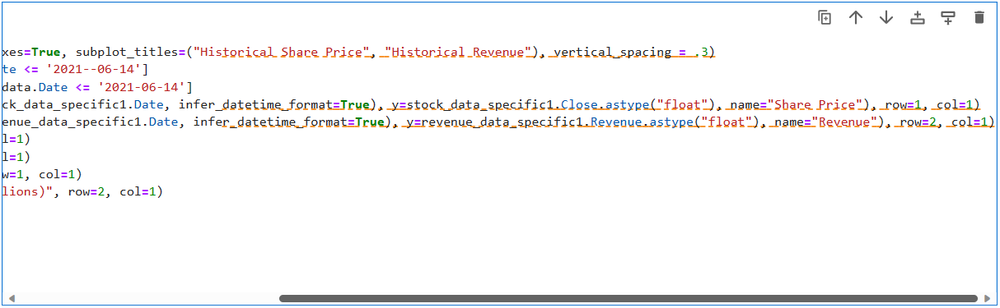 xes=True, subplot_titles=("Historical Share Price", "Historical Revenue"), vertical_spacing = .3)
te <= '2021--06-14']
data.Date <= '2021-06-14']
ck_data_specific1.Date, infer_datetime_format=True), y=stock_data_specific1.Close.astype("float"), name="Share Price"), row=1, col=1)
enue_data_specific1.Date, infer_datetime_format=True), y=revenue_data_specific1.Revenue.astype("float"), name="Revenue"), row=2, col=1)
l=1)
l=1)
w=1, col=1)
lions)", row=2, col=1)